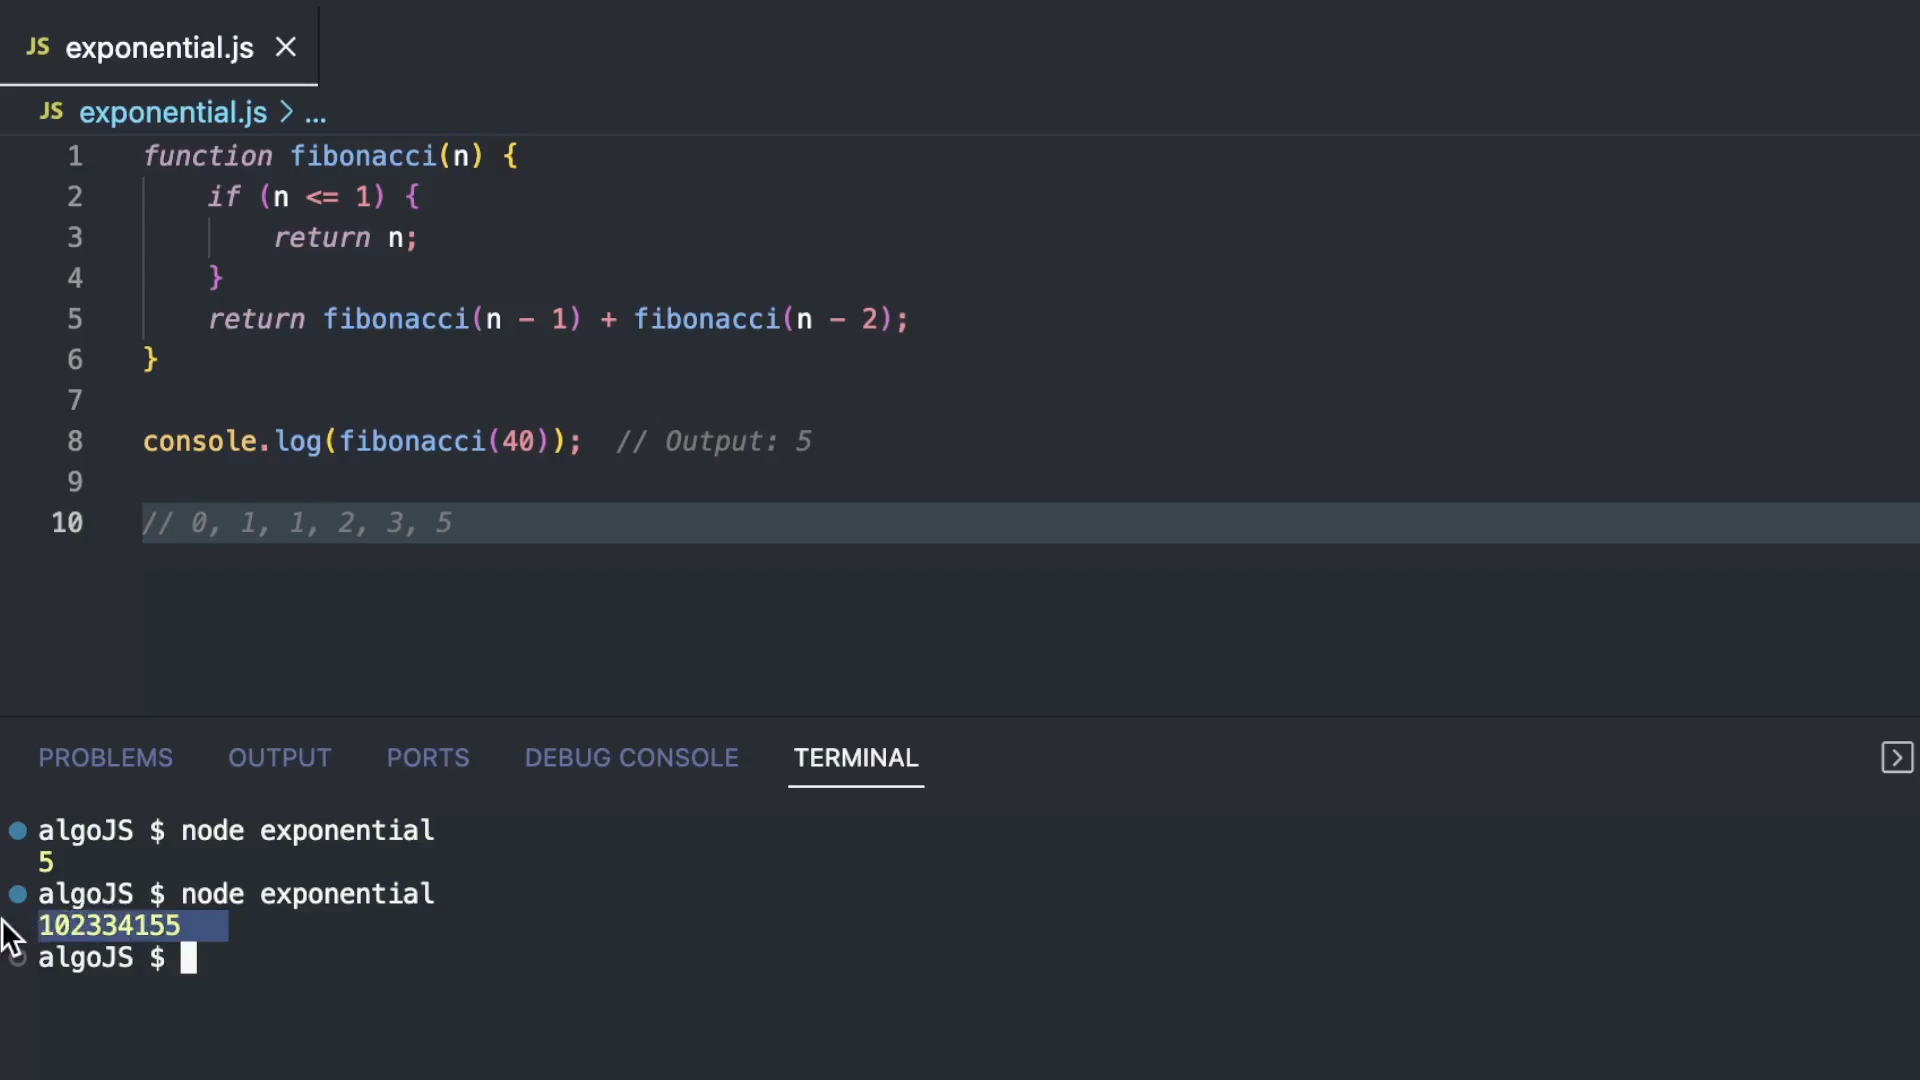 JS exponential.js ×
JS exponential.js > ...
1 function fibonacci(n) {
2 if (n <= 1) {
3 return n;
4 }
5 return fibonacci(n - 1) + fibonacci(n - 2);
6 }
7
8 console.log(fibonacci(40)); // Output: 5
9
10 // 0, 1, 1, 2, 3, 5
PROBLEMS OUTPUT PORTS DEBUG CONSOLE TERMINAL
algoJS $ node exponential
5
algoJS $ node exponential
102334155
algoJS $